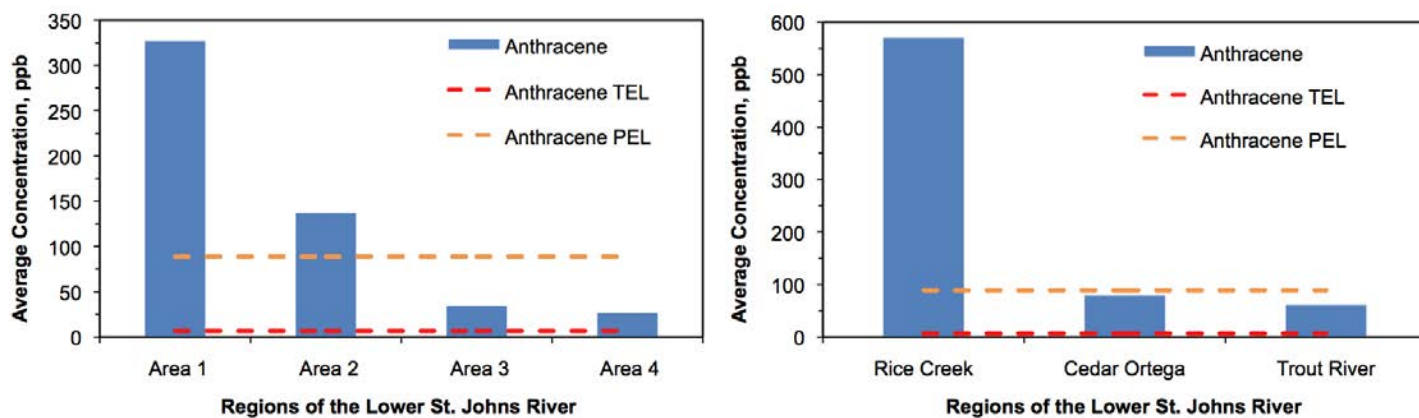 Average Concentration, ppb
350
300
250
200
150
100
50
0
Anthracene
Anthracene TEL
Anthracene PEL
Area 1 Area 2 Area 3 Area 4
Regions of the Lower St. Johns River
Average Concentration, ppb
600
500
400
300
200
100
0
Anthracene
Anthracene TEL
Anthracene PEL
Rice Creek Cedar Ortega Trout River
Regions of the Lower St. Johns River